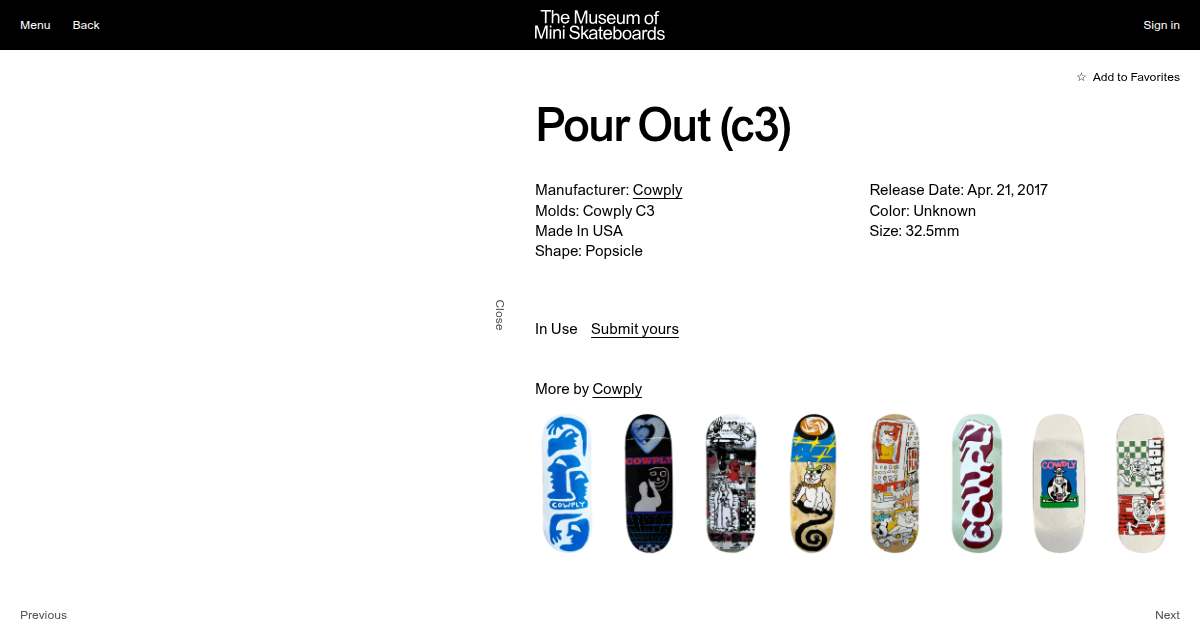 Menu
Back
The Museum of
Mini Skateboards
Sign in
☆ Add to Favorites
Pour Out (c3)
Manufacturer: Cowply
Molds: Cowply C3
Made In USA
Shape: Popsicle
Release Date: Apr. 21, 2017
Color: Unknown
Size: 32.5mm
Close
In Use
Submit yours
More by Cowply
COWPLY
COWPLY
COWPLY
COWPLY
Previous
Next